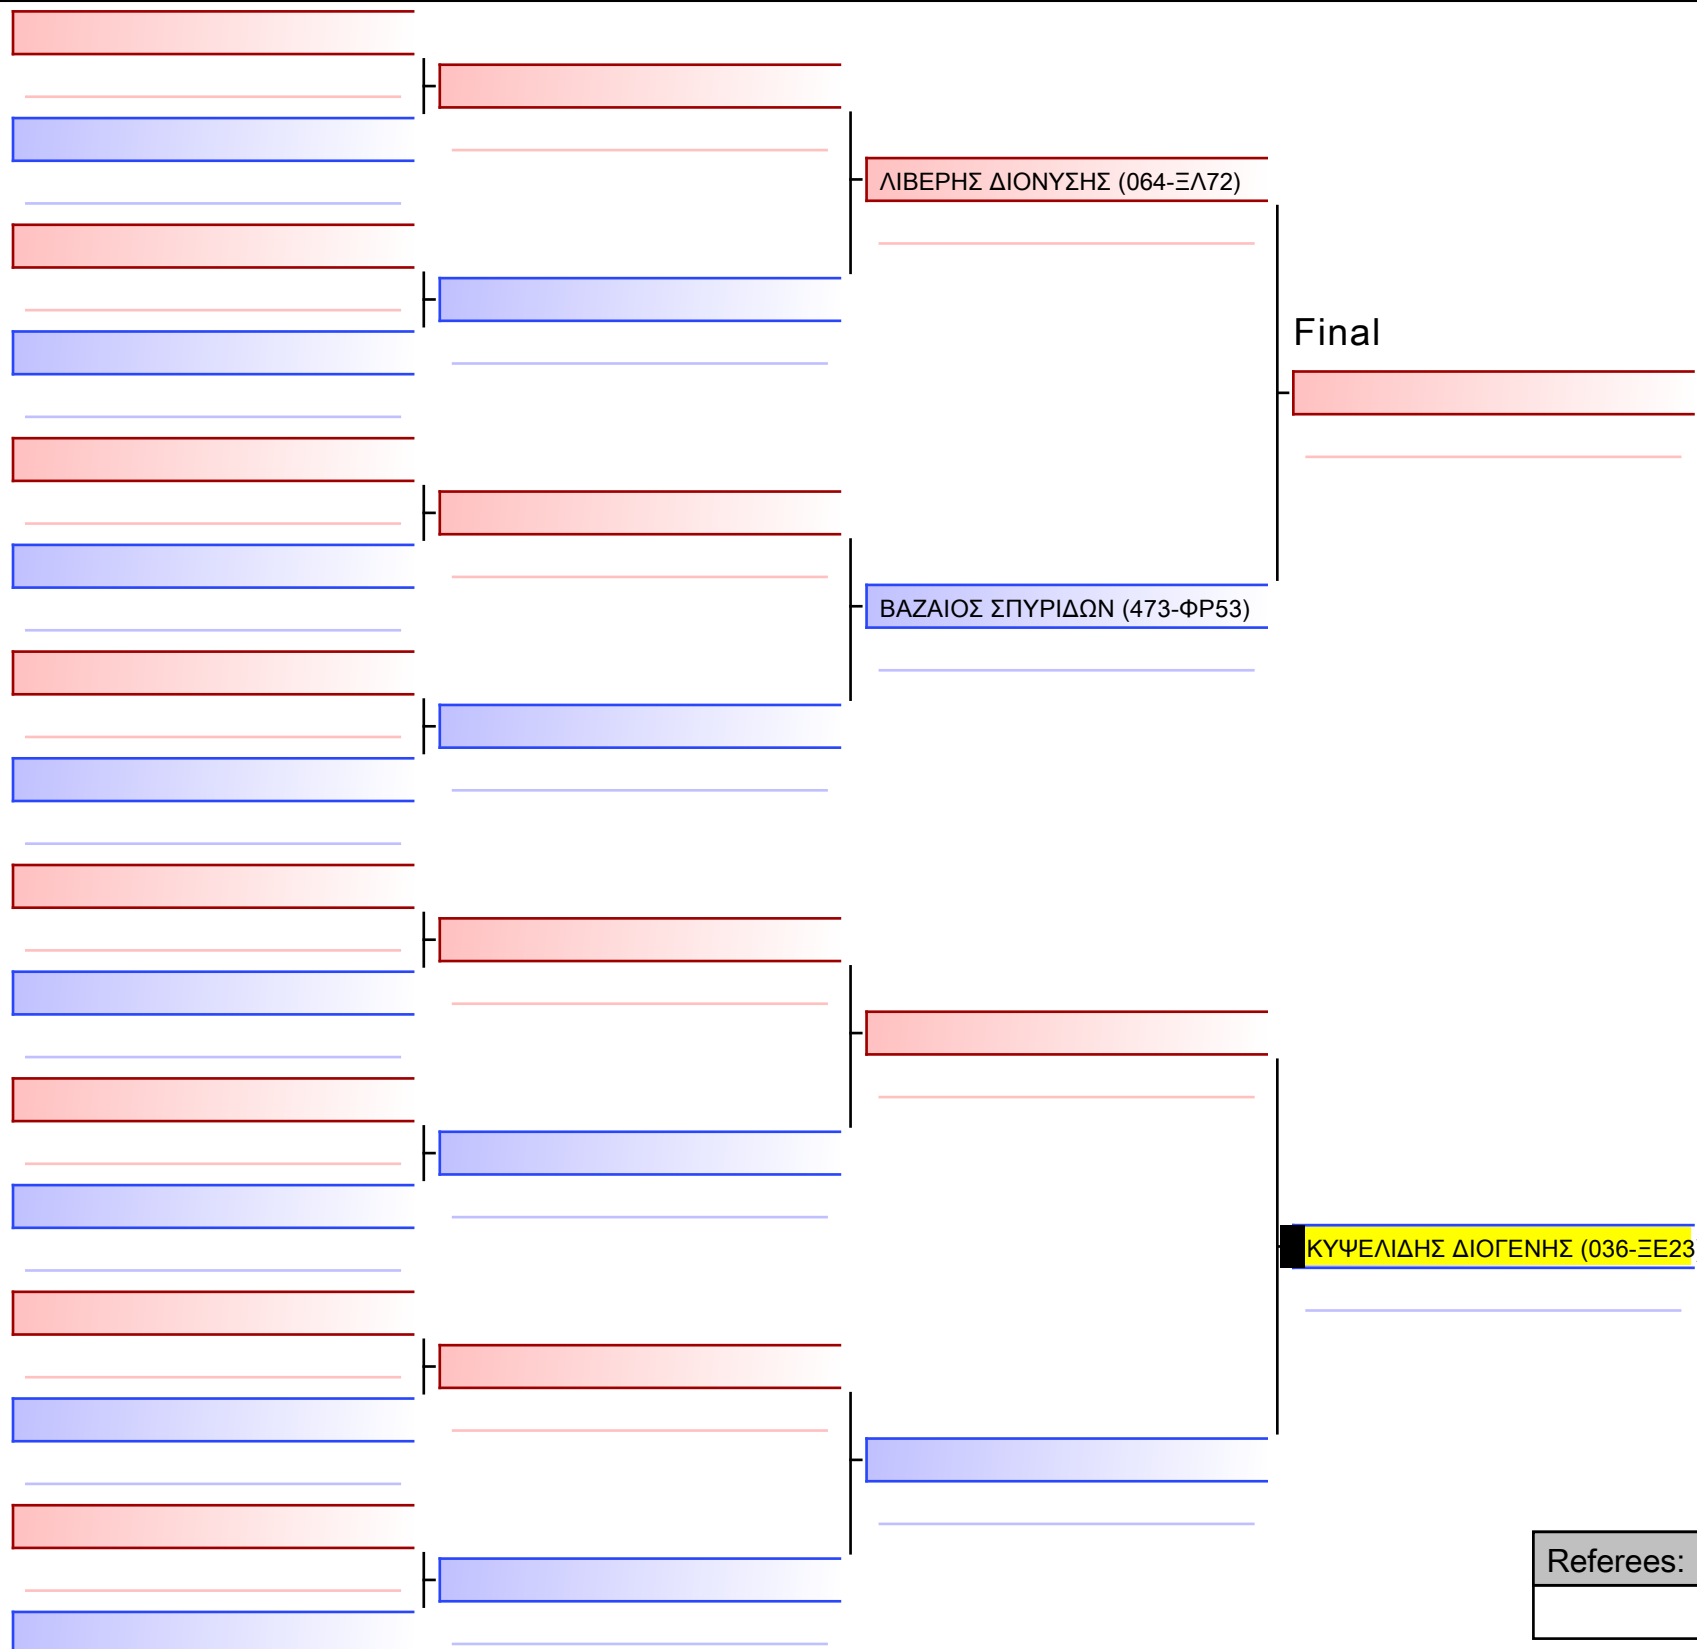 ΛΙΒΕΡΗΣ ΔΙΟΝΥΣΗΣ (064-ΞΛ72)
Final
ΒΑΖΑΙΟΣ ΣΠΥΡΙΔΩΝ (473-ΦΡ53)
ΚΥΨΕΛΙΔΗΣ ΔΙΟΓΕΝΗΣ (036-ΞΕ23
Referees: